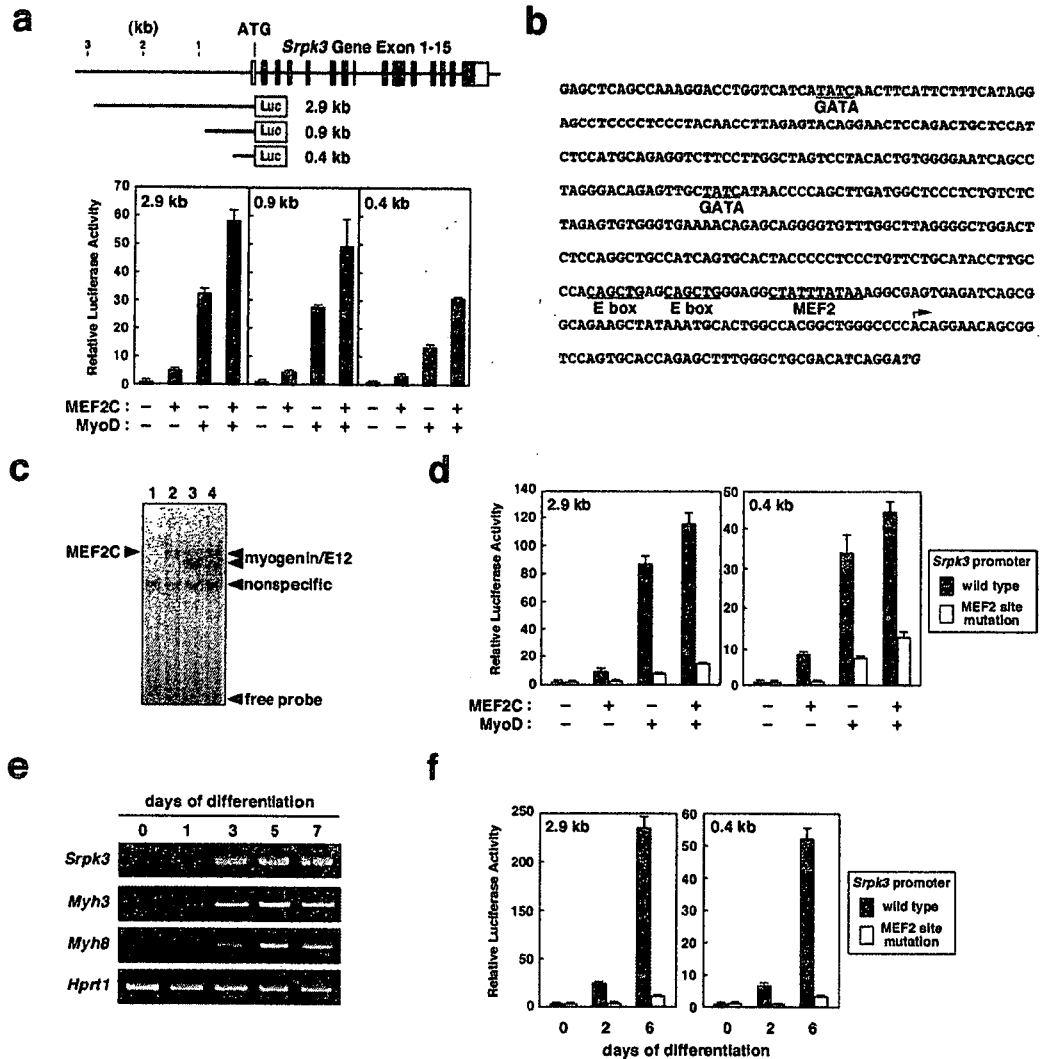 a
(kb)
3 2 1
ATG
Srpk3 Gene Exon 1-15
Luc 2.9 kb
Luc 0.9 kb
Luc 0.4 kb
Relative Luciferase Activity
70
60
50
40
30
20
10
0
2.9 kb 0.9 kb 0.4 kb
MEF2C : – + – + – + – + – + – +
MyoD : – – + + – – + + – – + +
b
GAGCTCAGCCAAAGGACCTGGTCATCATATCAACTTCATTCTTTCATAGG
GATA
AGCCTCCCCTCCCTACAACCTTAGAGTACAGGAACTCCAGACTGCTCCAT
CTCCATGCAGAGGTCTTCCTTGGCTAGTCCTACACTGTGGGGAATCAGCC
TAGGGACAGAGTTGCTATCATAACCCCAGCTTGATGGCTCCCTCTGTCTC
GATA
TAGAGTGTGGGTGAAAACAGAGCAGGGGTGTTTGGCTTAGGGGCTGGACT
CTCCAGGCTGCCATCAGTGCACTACCCCCTCCCTGTTCTGCATACCTTGC
CCACAGCTGAGCAGCTGGGAGGCTATTTATAAAGGCGAGTGAGATCAGCG
E box E box MEF2
GCAGAAGCTATAAATGCACTGGCCACGGCTGGGCCCCACAGGAACAGCGG
TCCAGTGCACCAGAGCTTTGGGCTGCGACATCAGGATG
c
1 2 3 4
MEF2C
myogenin/E12
nonspecific
free probe
d
Relative Luciferase Activity
140
120
100
80
60
40
20
0
2.9 kb
50
40
30
20
10
0
0.4 kb
Srpk3 promoter
wild type
MEF2 site
mutation
MEF2C : – + – + – + – +
MyoD : – – + + – – + +
e
days of differentiation
0 1 3 5 7
Srpk3
Myh3
Myh8
Hprt1
f
Relative Luciferase Activity
250
200
150
100
50
0
2.9 kb
60
50
40
30
20
10
0
0.4 kb
Srpk3 promoter
wild type
MEF2 site
mutation
0 2 6 0 2 6
days of differentiation